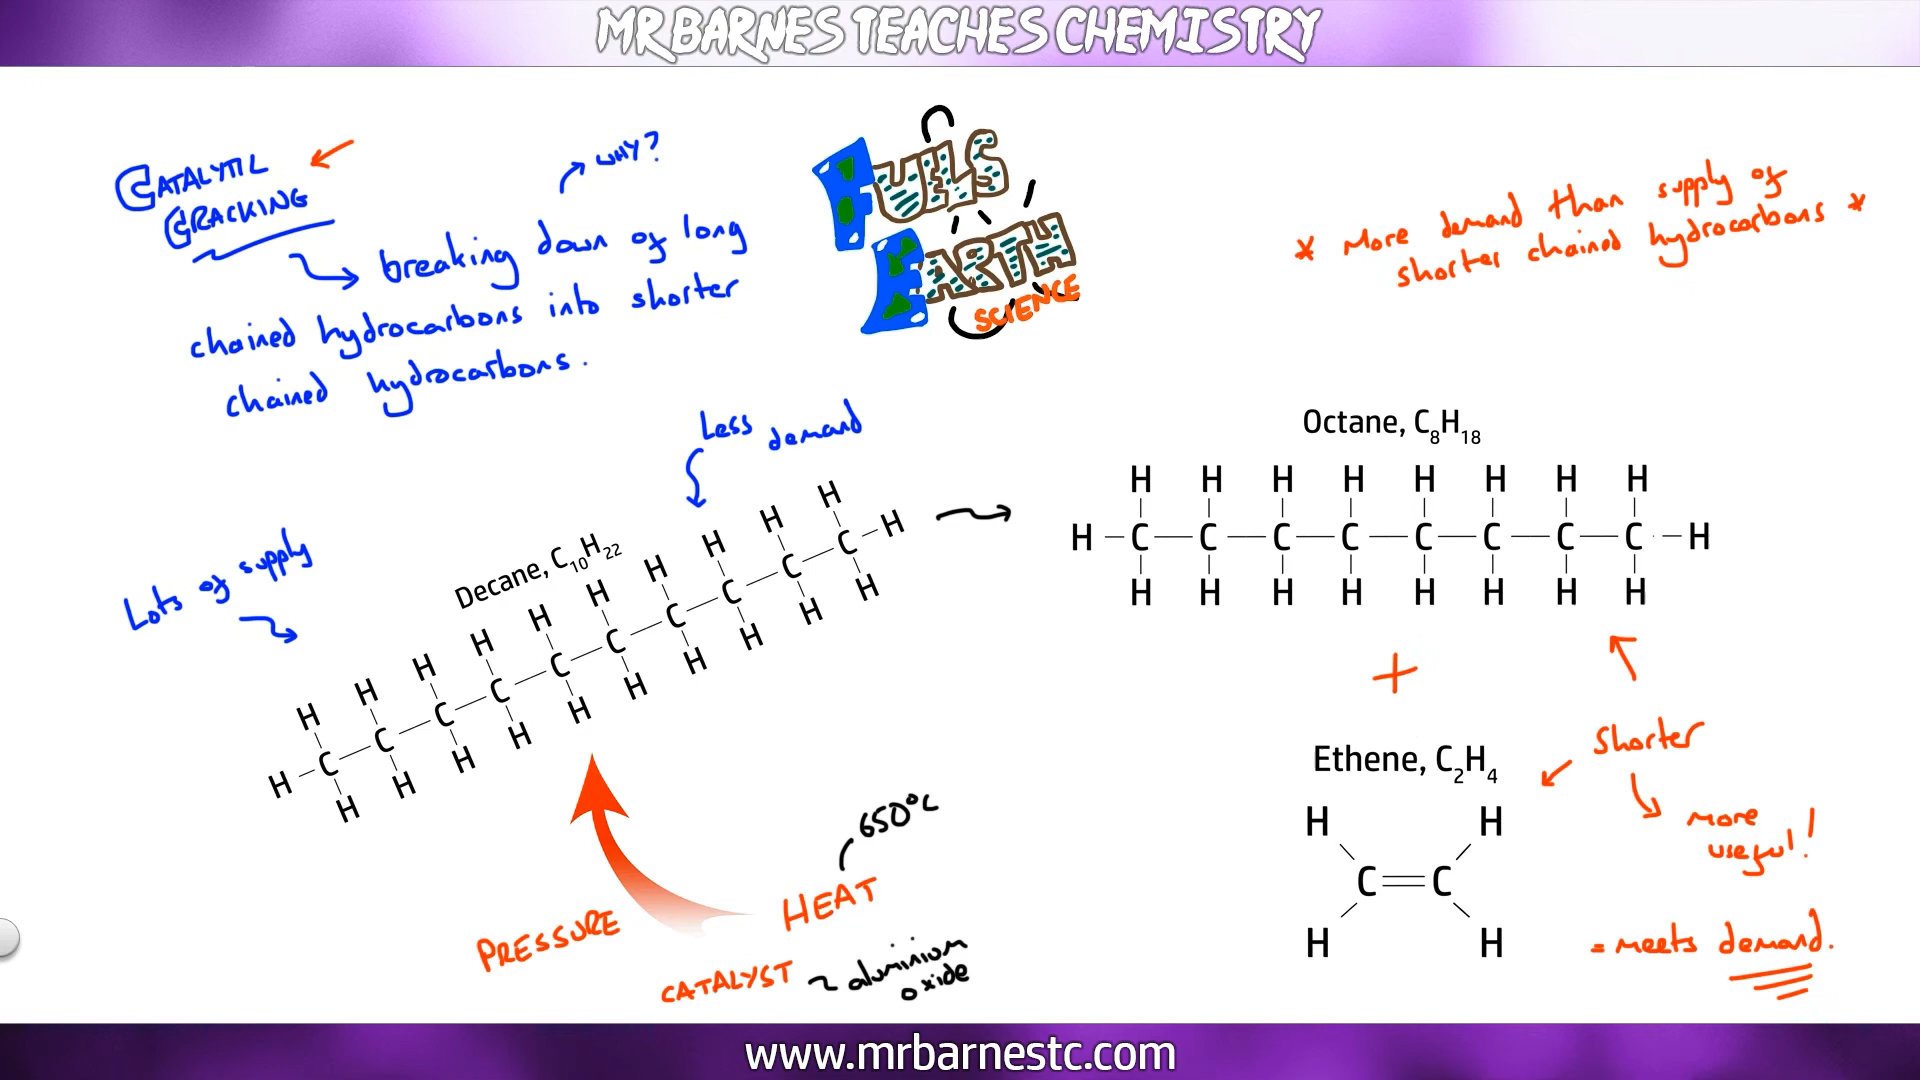 MR BARNES TEACHES CHEMISTRY
CATALYTIC
CRACKING
WHY?
breaking down of long
chained hydrocarbons into shorter
chained hydrocarbons.
FUELS
EARTH
SCIENCE
* More demand than supply of
shorter chained hydrocarbons *
Less demand
Lots of supply
Decane, C₁₀H₂₂
H H H H H H H H H H
H C C C C C C C C C C H
H H H H H H H H H H
Octane, C₈H₁₈
H H H H H H H H
H C C C C C C C C H
H H H H H H H H
+
Ethene, C₂H₄
H H
C C
H H
Shorter
more
useful!
= meets demand.
650°C
HEAT
PRESSURE
CATALYST ~ aluminium
oxide
www.mrbarnestc.com